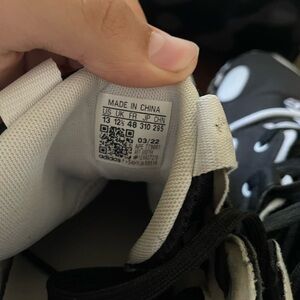 MADE IN CHINA
US UK FR JP CHN
13 12½ 48 310 295
03/22
adidas